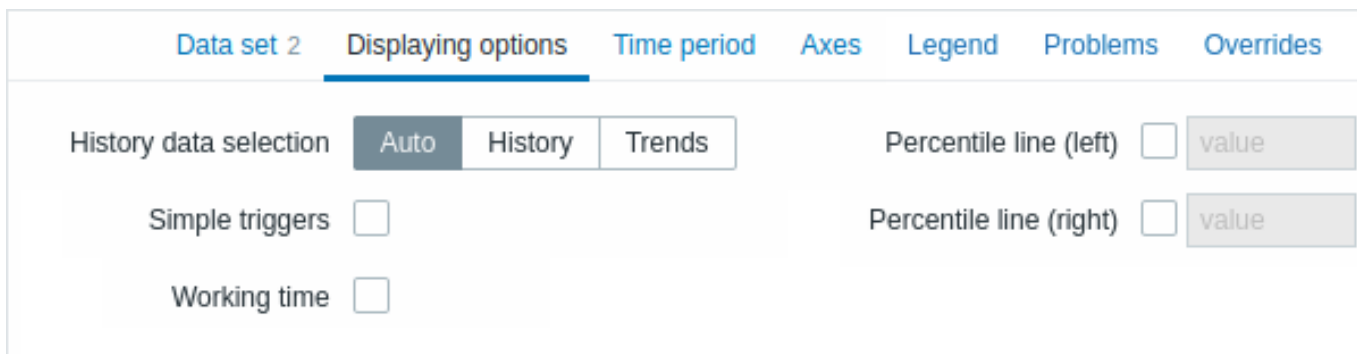 Data set 2 Displaying options Time period Axes Legend Problems Overrides
History data selection Auto History Trends Percentile line (left) value
Simple triggers Percentile line (right) value
Working time